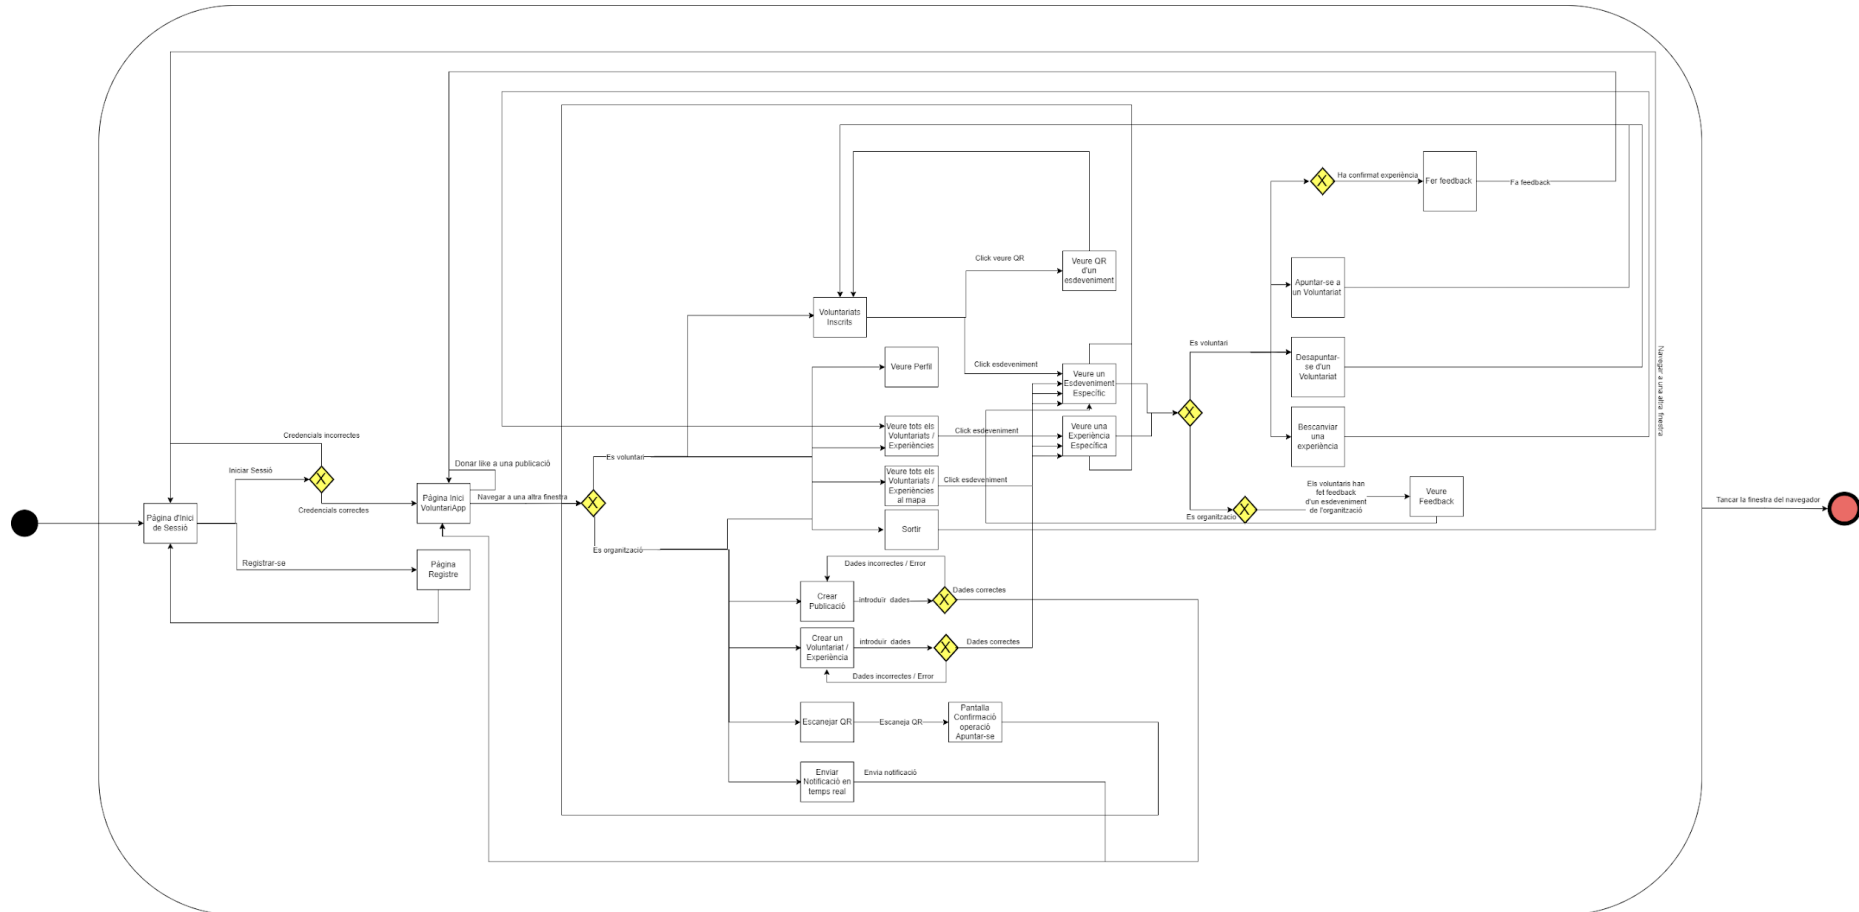 Ha confirmat experiència
Fer feedback
Fa feedback
Click veure QR
Veure QR
d'un
esdeveniment
Apuntar-se a
un Voluntariat
Voluntariats
Inscrits
Es voluntari
Desapuntar-
se d'un
Voluntariat
Navegar a una altra finestra
Veure Perfil
Click esdeveniment
Veure un
Esdeveniment
Específic
Bescanviar
una
experiència
Credencials incorrectes
Veure tots els
Voluntariats /
Experiències
Click esdeveniment
Veure una
Experiència
Específica
Iniciar Sessió
Donar like a una publicació
Es voluntari
Veure tots els
Voluntariats /
Experiències
al mapa
Click esdeveniment
Els voluntaris han
fet feedback
d'un esdeveniment
de l'organització
Veure
Feedback
Pàgina Inici
VoluntariApp
Navegar a una altra finestra
Tancar la finestra del navegador
Credencials correctes
Es organització
Pàgina d'Inici
de Sessió
Sortir
Es organització
Registrar-se
Pàgina
Registre
Dades incorrectes / Error
Crear
Publicació
introduïr dades
Dades correctes
Crear un
Voluntariat /
Experiència
introduïr dades
Dades correctes
Dades incorrectes / Error
Escanejar QR
Escaneja QR
Pantalla
Confirmació
operació
Apuntar-se
Enviar
Notificació en
temps real
Envia notificació